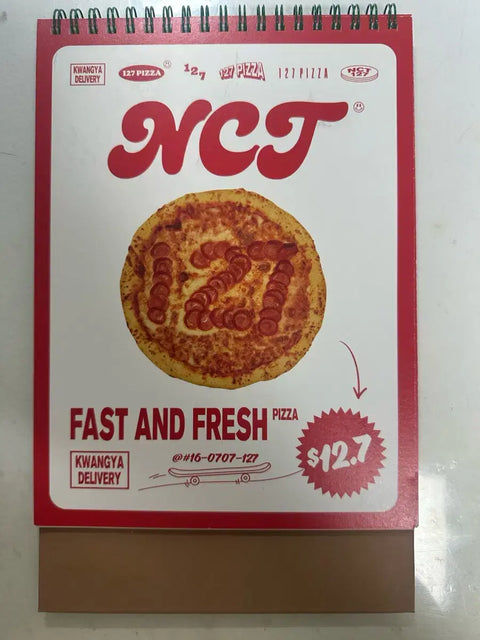 KWANGYA
DELIVERY
127 PIZZA
127
127 PIZZA
127 PIZZA
NCT
127
NCT
127
FAST AND FRESH PIZZA
KWANGYA
DELIVERY
@#16-0707-127
$12.7